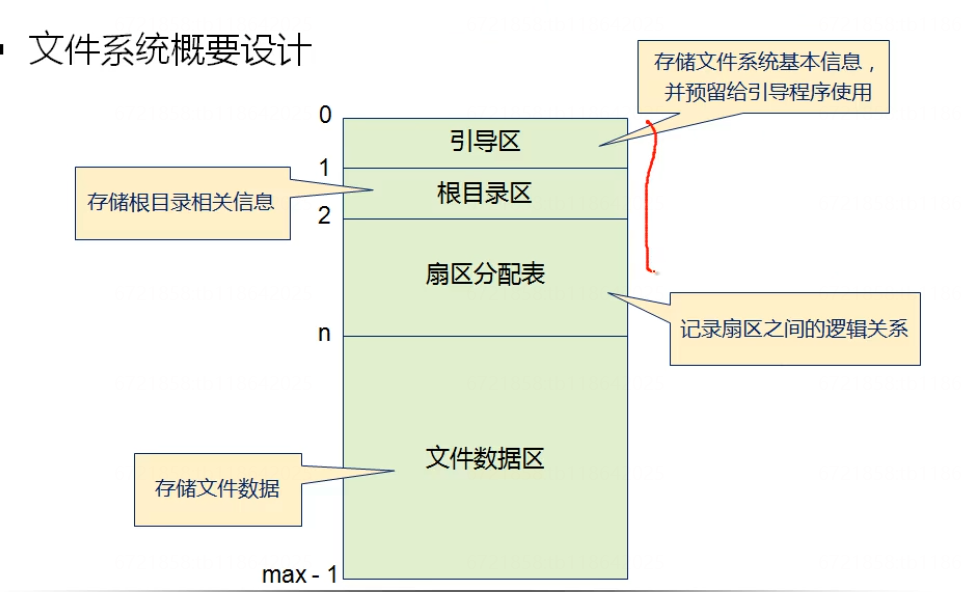 文件系统概要设计
存储文件系统基本信息，
并预留给引导程序使用
0
引导区
1
存储根目录相关信息
根目录区
2
扇区分配表
记录扇区之间的逻辑关系
n
文件数据区
存储文件数据
max - 1